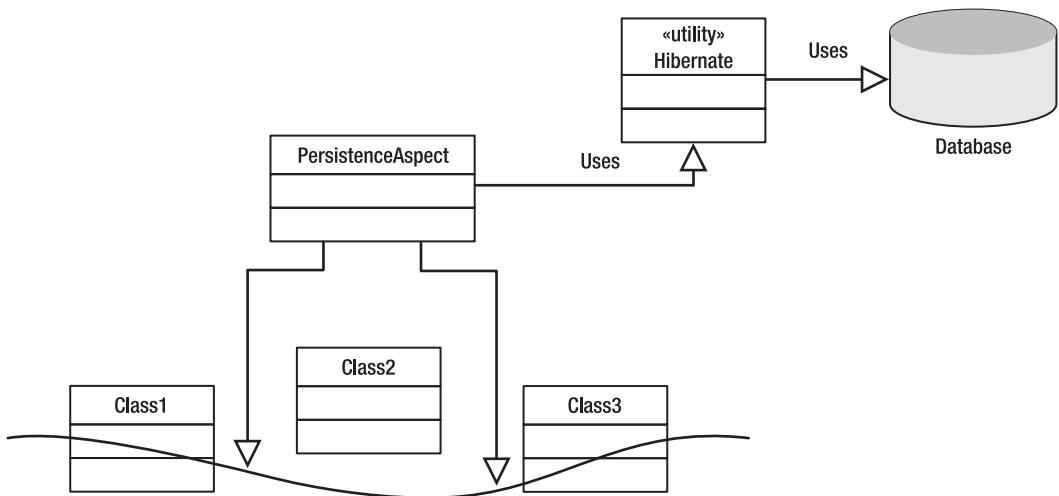 «utility»
Hibernate
Uses
Database
PersistenceAspect
Uses
Class2
Class1
Class3